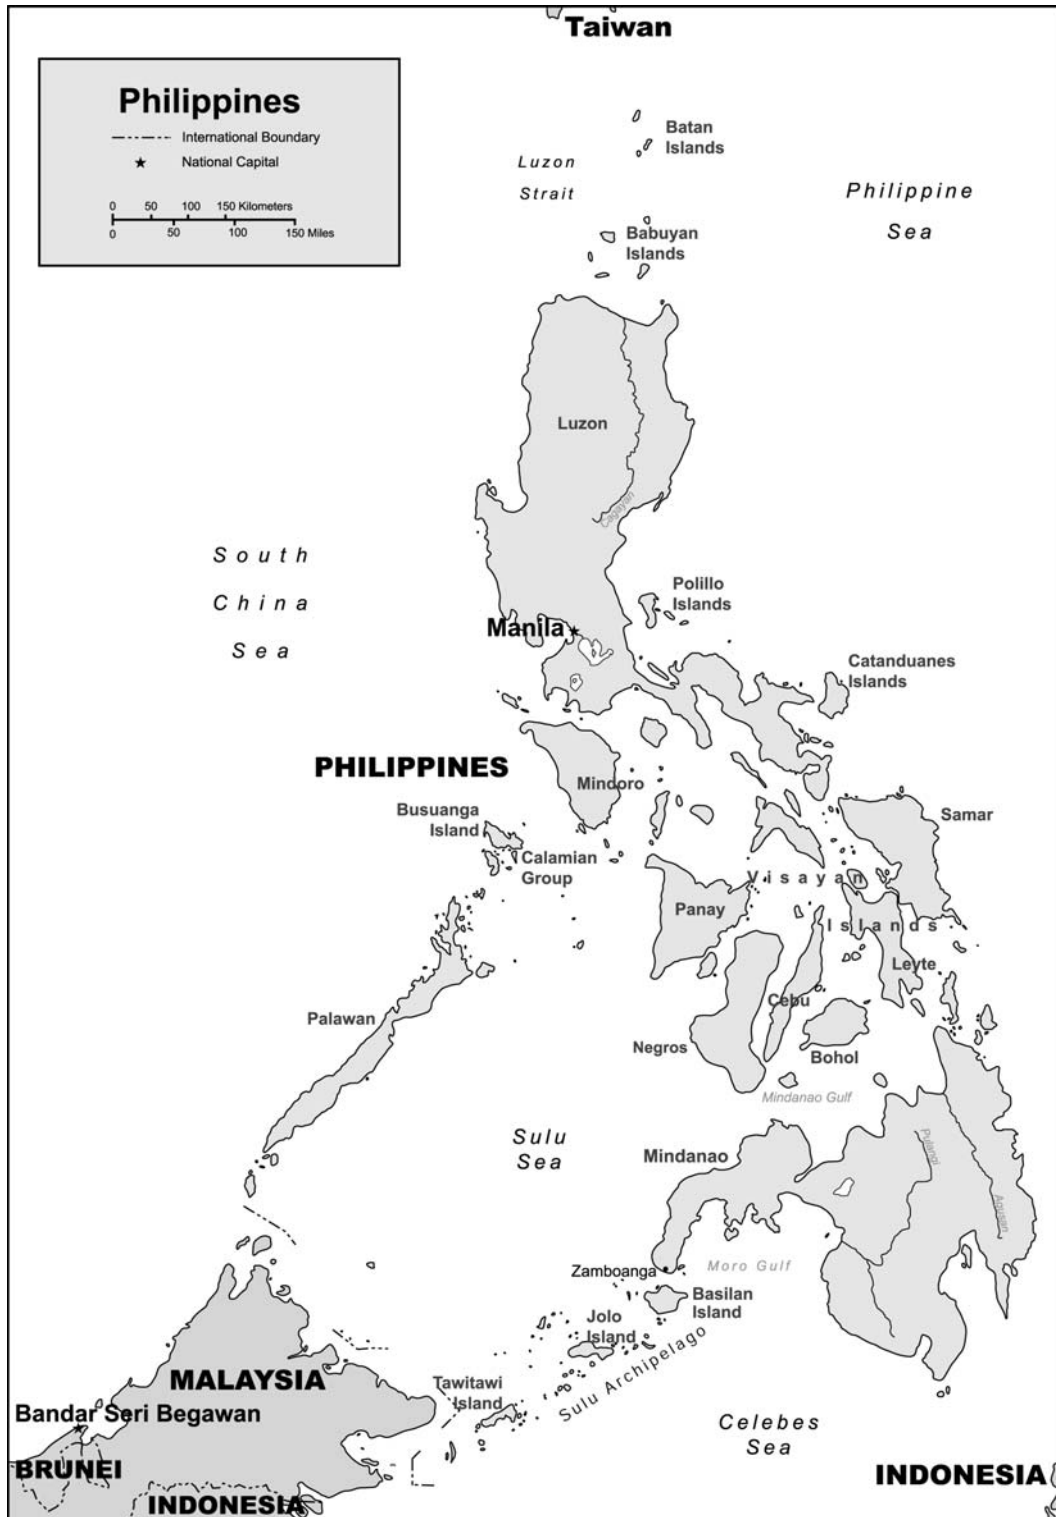 Taiwan
Philippines
International Boundary
National Capital
0 50 100 150 Kilometers
0 50 100 150 Miles
Batan
Islands
Luzon
Strait
Philippine
Sea
Babuyan
Islands
Luzon
Cagayan
South
China
Sea
Polillo
Islands
Manila
Catanduanes
Islands
PHILIPPINES
Mindoro
Busuanga
Island
Samar
Calamian
Group
Visayan
Islands
Panay
Leyte
Cebu
Palawan
Negros
Bohol
Mindanao Gulf
Sulu
Sea
Mindanao
Pulangi
Agusan
Zamboanga
Moro Gulf
Basilan
Island
Jolo
Island
Sulu Archipelago
MALAYSIA
Tawitawi
Island
Bandar Seri Begawan
Celebes
Sea
BRUNEI
INDONESIA
INDONESIA